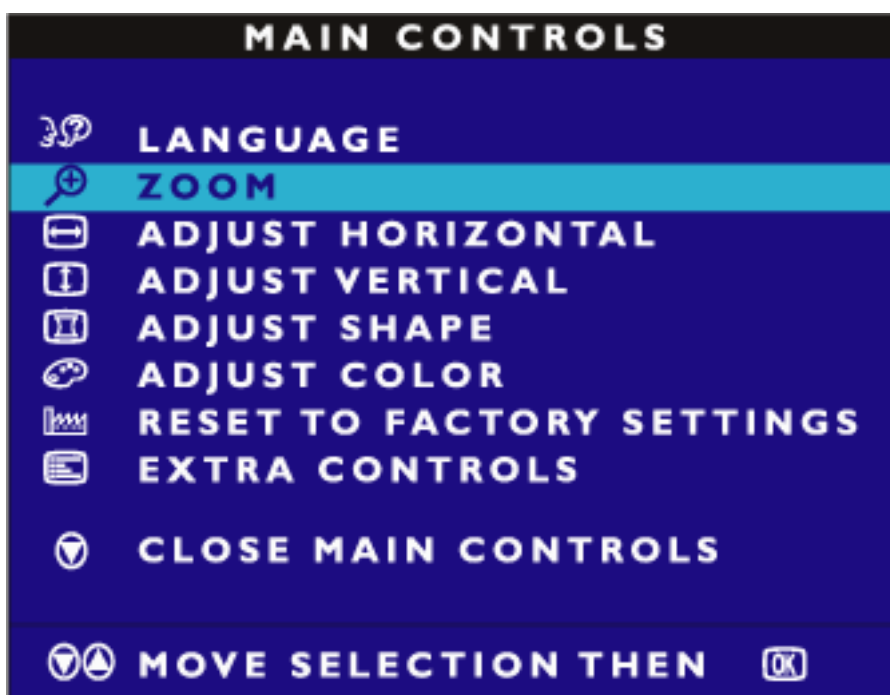 MAIN CONTROLS
LANGUAGE
ZOOM
ADJUST HORIZONTAL
ADJUST VERTICAL
ADJUST SHAPE
ADJUST COLOR
RESET TO FACTORY SETTINGS
EXTRA CONTROLS
CLOSE MAIN CONTROLS
MOVE SELECTION THEN OK